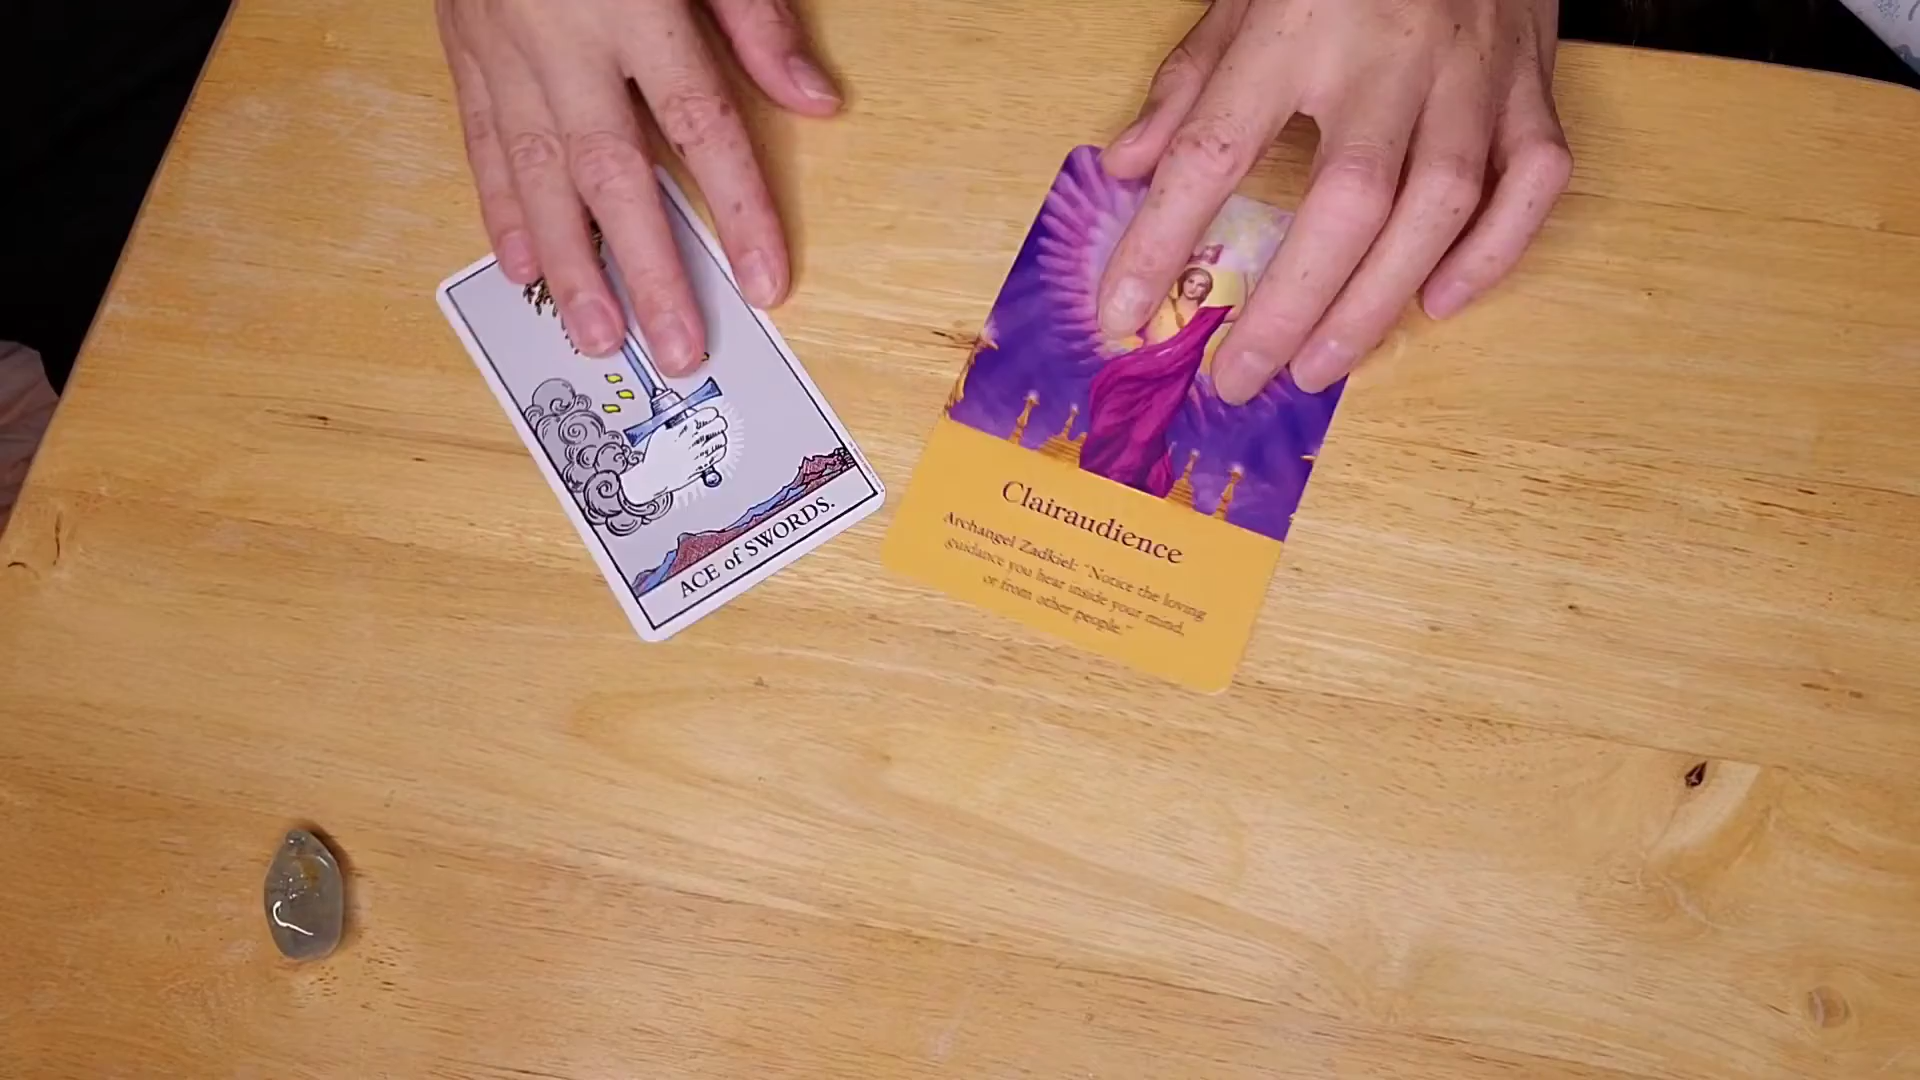 ACE of SWORDS.
Clairaudience
Archangel Zadkiel: "Notice the loving
guidance you hear inside your mind,
or from other people."